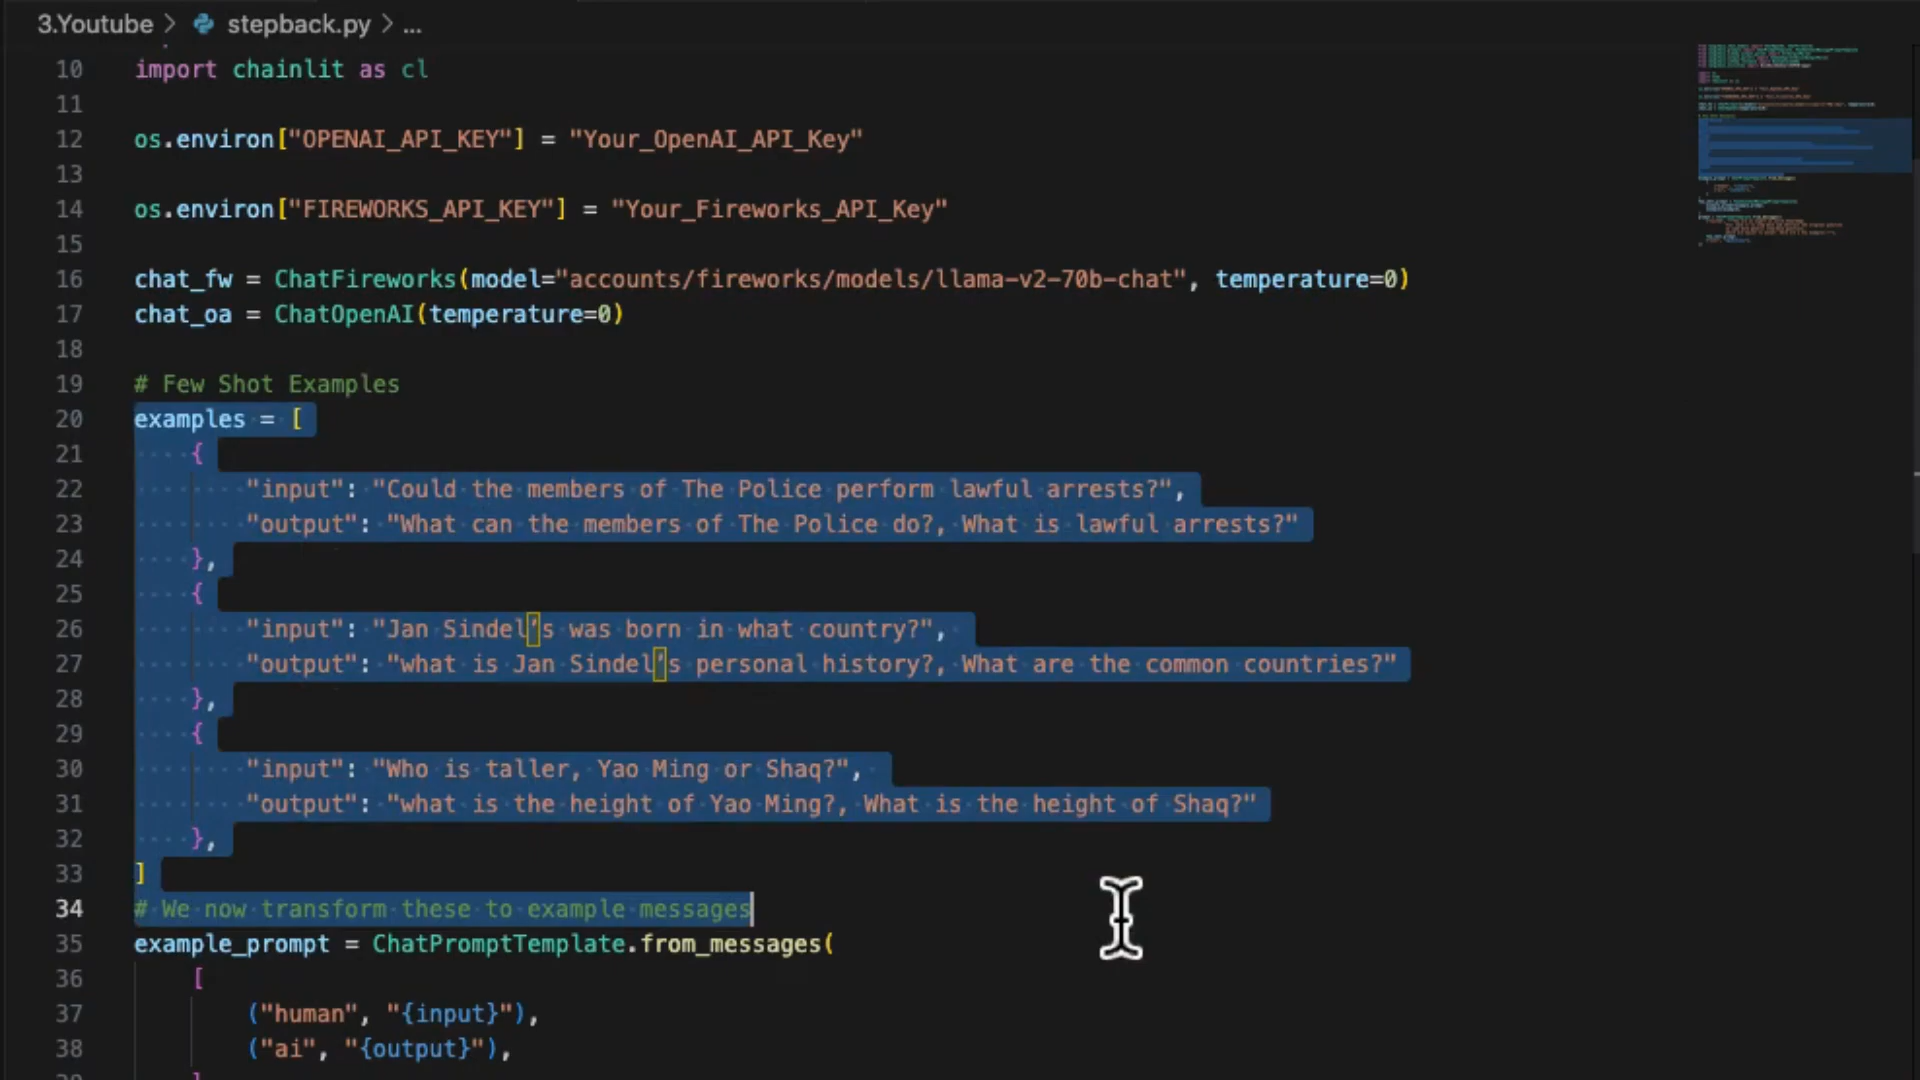 3.Youtube > stepback.py > ...
10 import chainlit as cl
11
12 os.environ["OPENAI_API_KEY"] = "Your_OpenAI_API_Key"
13
14 os.environ["FIREWORKS_API_KEY"] = "Your_Fireworks_API_Key"
15
16 chat_fw = ChatFireworks(model="accounts/fireworks/models/llama-v2-70b-chat", temperature=0)
17 chat_oa = ChatOpenAI(temperature=0)
18
19 # Few Shot Examples
20 examples = [
21     {
22         "input": "Could the members of The Police perform lawful arrests?",
23         "output": "What can the members of The Police do?, What is lawful arrests?"
24     },
25     {
26         "input": "Jan Sindel’s was born in what country?",
27         "output": "what is Jan Sindel’s personal history?, What are the common countries?"
28     },
29     {
30         "input": "Who is taller, Yao Ming or Shaq?",
31         "output": "what is the height of Yao Ming?, What is the height of Shaq?"
32     },
33 ]
34 # We now transform these to example messages
35 example_prompt = ChatPromptTemplate.from_messages(
36     [
37         ("human", "{input}"),
38         ("ai", "{output}"),